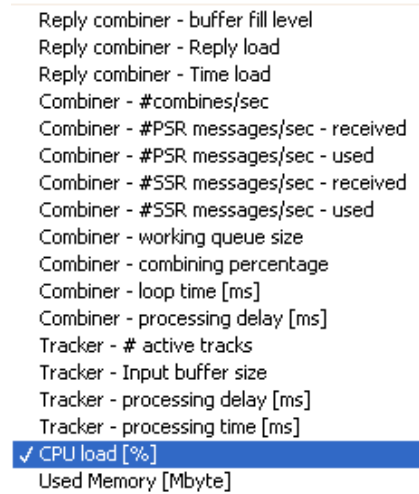 Reply combiner - buffer fill level
Reply combiner - Reply load
Reply combiner - Time load
Combiner - #combines/sec
Combiner - #PSR messages/sec - received
Combiner - #PSR messages/sec - used
Combiner - #SSR messages/sec - received
Combiner - #SSR messages/sec - used
Combiner - working queue size
Combiner - combining percentage
Combiner - loop time [ms]
Combiner - processing delay [ms]
Tracker - # active tracks
Tracker - Input buffer size
Tracker - processing delay [ms]
Tracker - processing time [ms]
✓ CPU load [%]
Used Memory [Mbyte]